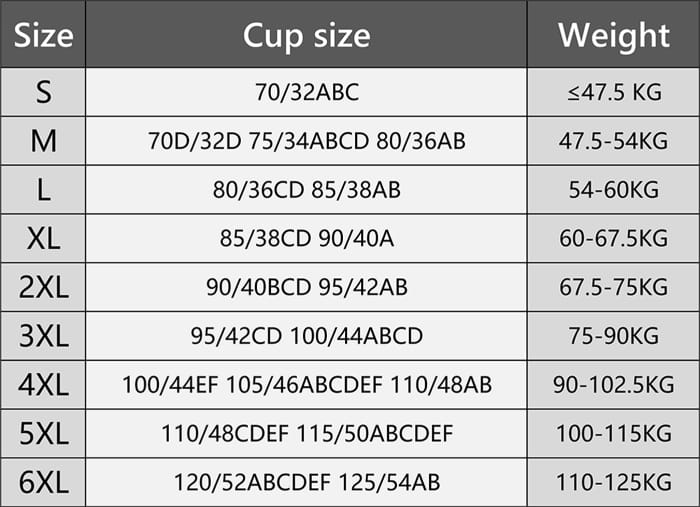 Size Cup size Weight
S 70/32ABC ≤47.5 KG
M 70D/32D 75/34ABCD 80/36AB 47.5-54KG
L 80/36CD 85/38AB 54-60KG
XL 85/38CD 90/40A 60-67.5KG
2XL 90/40BCD 95/42AB 67.5-75KG
3XL 95/42CD 100/44ABCD 75-90KG
4XL 100/44EF 105/46ABCDEF 110/48AB 90-102.5KG
5XL 110/48CDEF 115/50ABCDEF 100-115KG
6XL 120/52ABCDEF 125/54AB 110-125KG